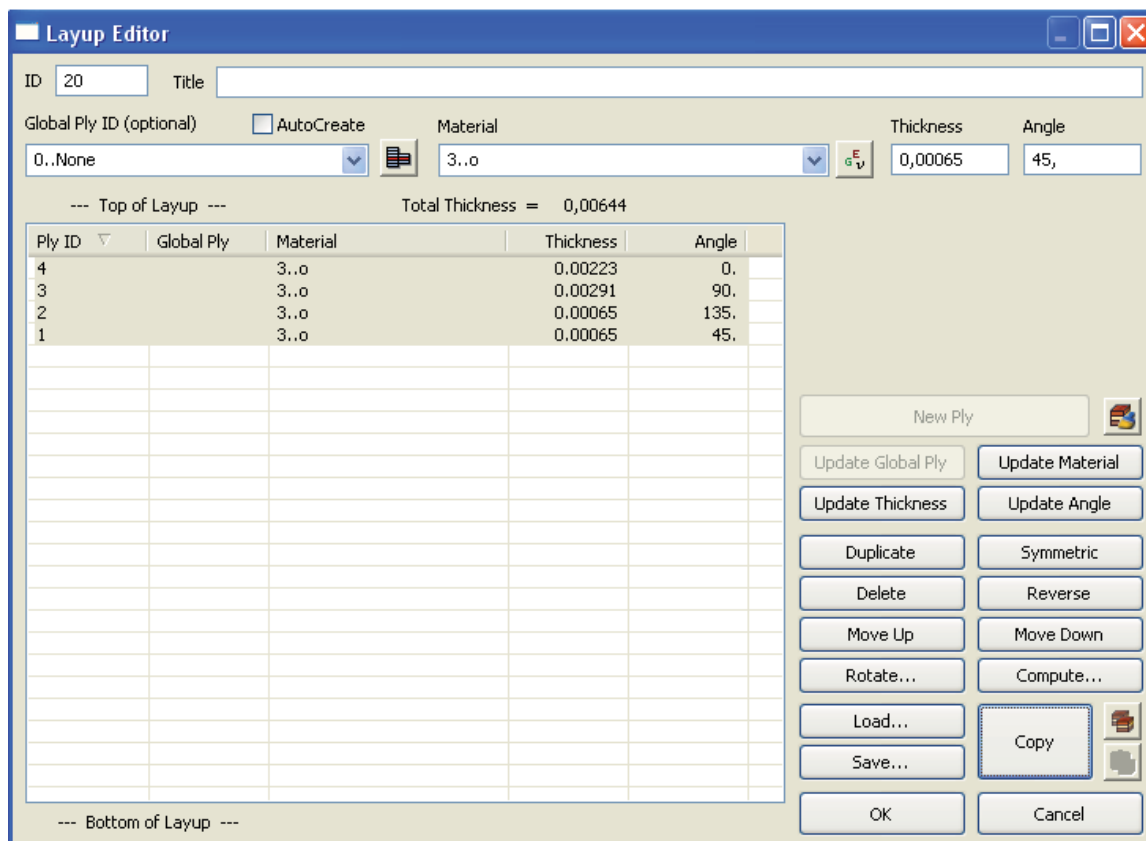 Layup Editor
ID 20 Title
Global Ply ID (optional) AutoCreate Material Thickness Angle
0..None 3..o G E ν 0,00065 45,
--- Top of Layup --- Total Thickness = 0,00644
Ply ID Global Ply Material Thickness Angle
4 3..o 0.00223 0.
3 3..o 0.00291 90.
2 3..o 0.00065 135.
1 3..o 0.00065 45.
New Ply
Update Global Ply Update Material
Update Thickness Update Angle
Duplicate Symmetric
Delete Reverse
Move Up Move Down
Rotate... Compute...
Load... Copy
Save...
OK Cancel
--- Bottom of Layup ---